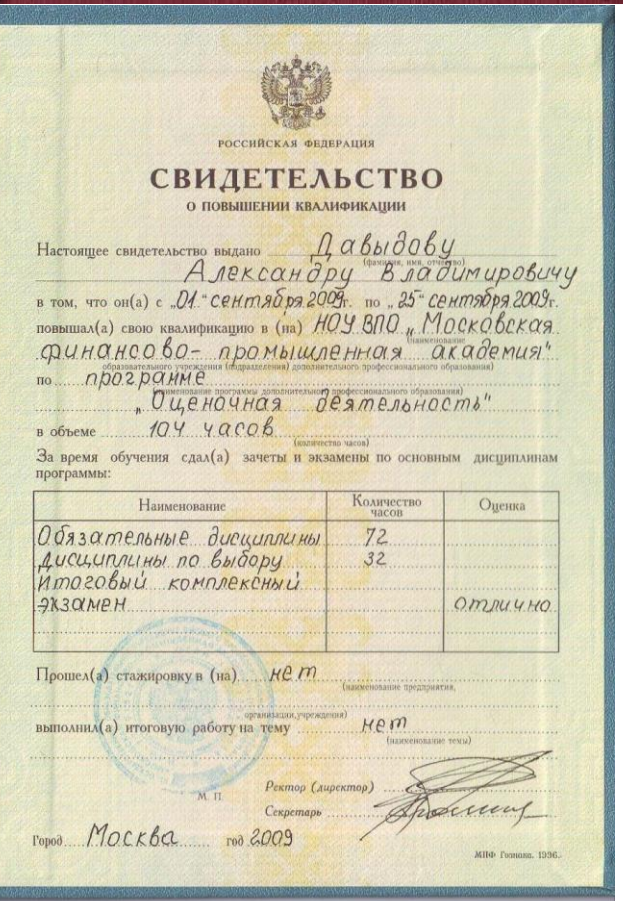 РОССИЙСКАЯ ФЕДЕРАЦИЯ
СВИДЕТЕЛЬСТВО
О ПОВЫШЕНИИ КВАЛИФИКАЦИИ
Настоящее свидетельство выдано Давыдову
(фамилия, имя, отчество)
Александру Владимировичу
в том, что он(а) с „01“ сентября 2009г. по „25“ сентября 2009г.
повышал(а) свою квалификацию в (на) НОУ ВПО „Московская
(наименование
финансово- промышленная академия"
образовательного учреждения (подразделения) дополнительного профессионального образования)
по программе
(наименование программы дополнительного профессионального образования)
„Оценочная деятельность"
в объеме 104 часов
(количество часов)
За время обучения сдал(а) зачеты и экзамены по основным дисциплинам
программы:
Наименование Количество часов Оценка
Обязательные дисциплины 72
Дисциплины по выбору 32
Итоговый комплексный
экзамен отлично
Прошел(а) стажировку в (на) нет
(наименование предприятия,
организации,учреждения)
выполнил(а) итоговую работу на тему нет
(наименование темы)
Ректор (директор)
М. П.
Секретарь
Город Москва год 2009
МПФ Гознака. 1996.